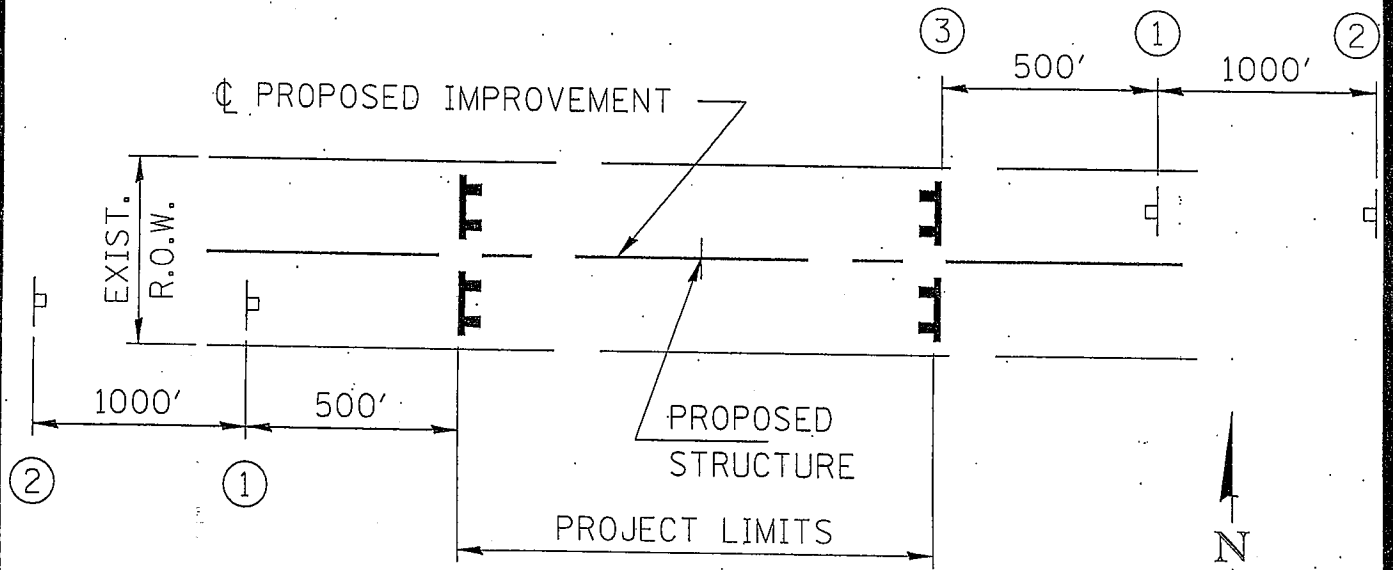 ③ ① ②
500' 1000'
℄ PROPOSED IMPROVEMENT
EXIST.
R.O.W.
1000' 500'
② ①
PROPOSED
STRUCTURE
PROJECT LIMITS
N